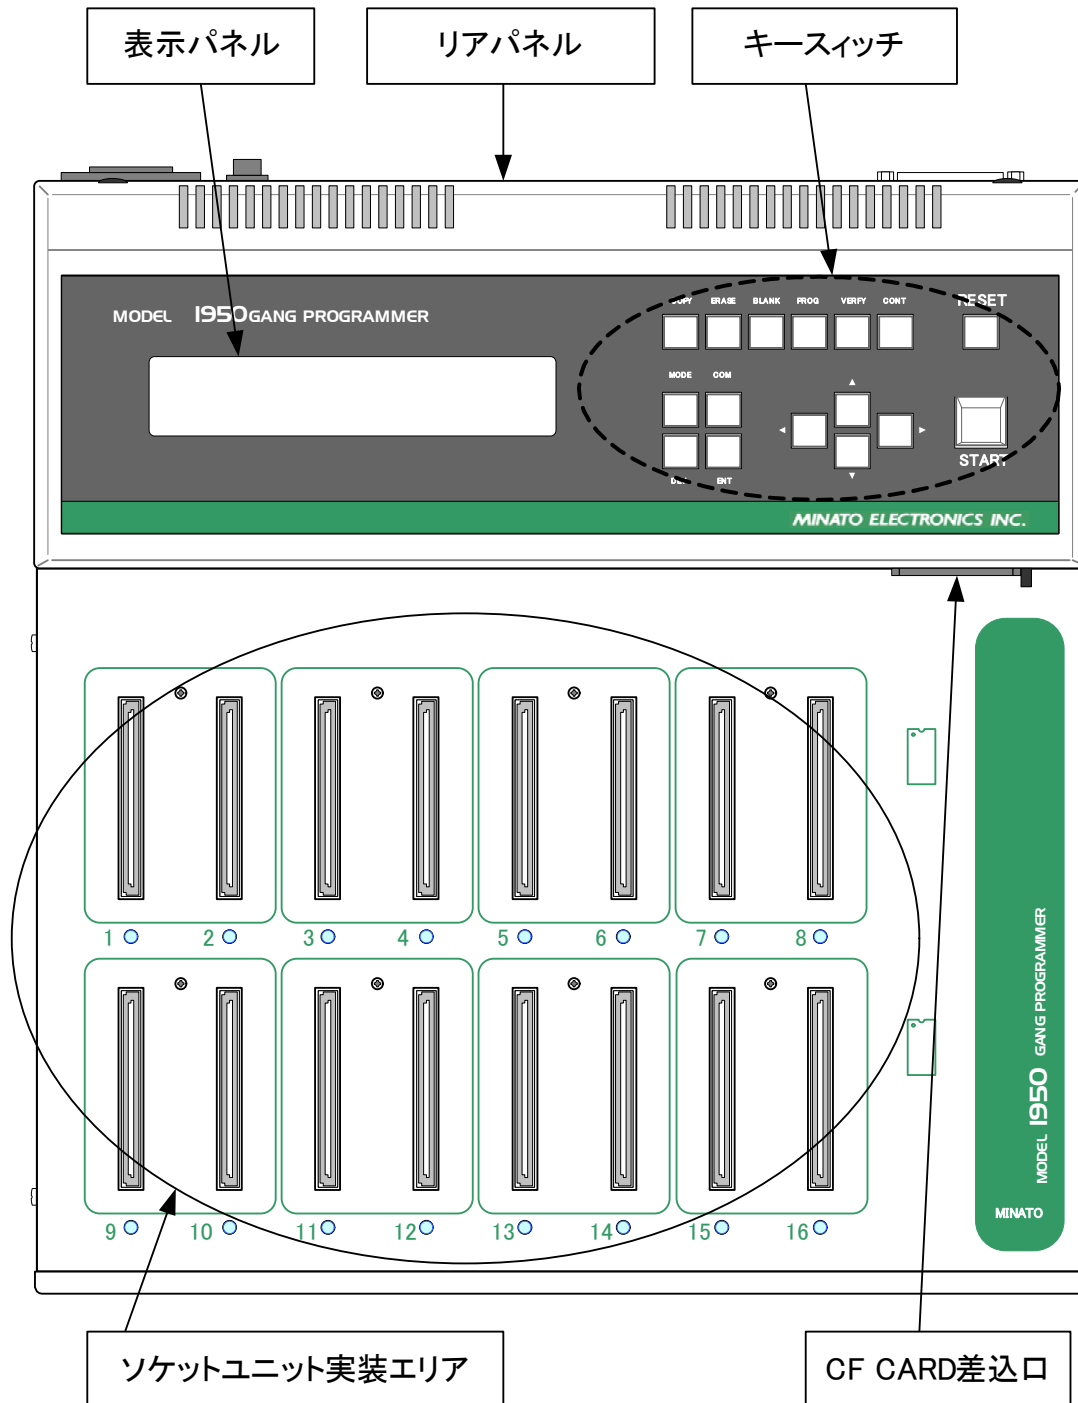 表示パネル
リアパネル
キースィッチ
MODEL 1950 GANG PROGRAMMER
COPY ERASE BLANK PROG VERFY CONT
RESET
MODE COM
START
DEL ENT
MINATO ELECTRONICS INC.
1 2 3 4 5 6 7 8
9 10 11 12 13 14 15 16
MODEL 1950 GANG PROGRAMMER
MINATO
ソケットユニット実装エリア
CF CARD差込口